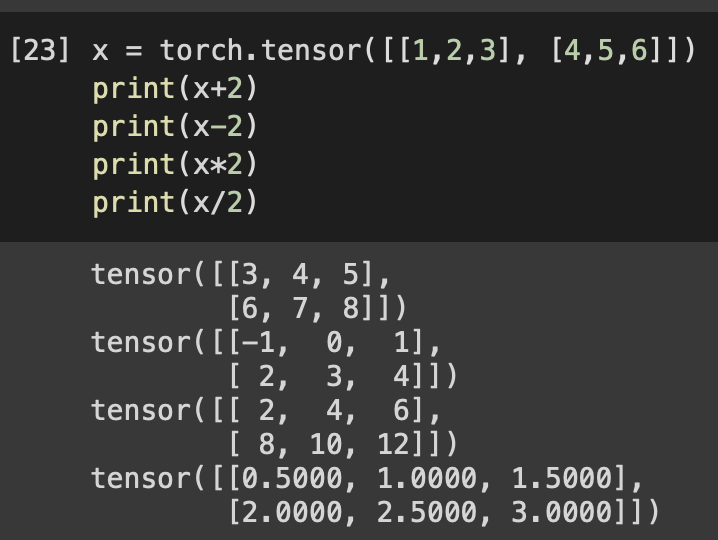 [23] x = torch.tensor([[1,2,3], [4,5,6]])
print(x+2)
print(x-2)
print(x*2)
print(x/2)
tensor([[3, 4, 5],
        [6, 7, 8]])
tensor([[-1,  0,  1],
        [ 2,  3,  4]])
tensor([[ 2,  4,  6],
        [ 8, 10, 12]])
tensor([[0.5000, 1.0000, 1.5000],
        [2.0000, 2.5000, 3.0000]])